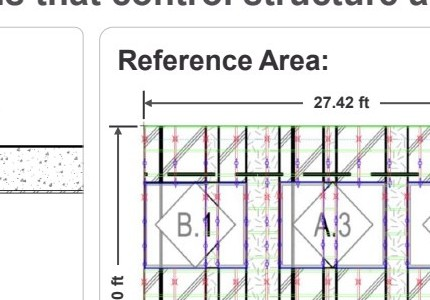 that control structure
Reference Area:
27.42 ft
B.1
A.3
0 ft